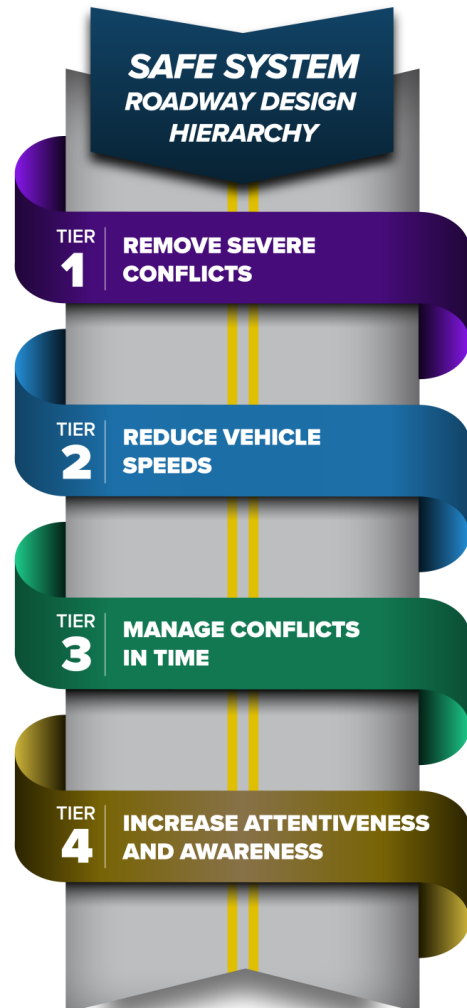 SAFE SYSTEM
ROADWAY DESIGN
HIERARCHY
TIER
1
REMOVE SEVERE
CONFLICTS
TIER
2
REDUCE VEHICLE
SPEEDS
TIER
3
MANAGE CONFLICTS
IN TIME
TIER
4
INCREASE ATTENTIVENESS
AND AWARENESS